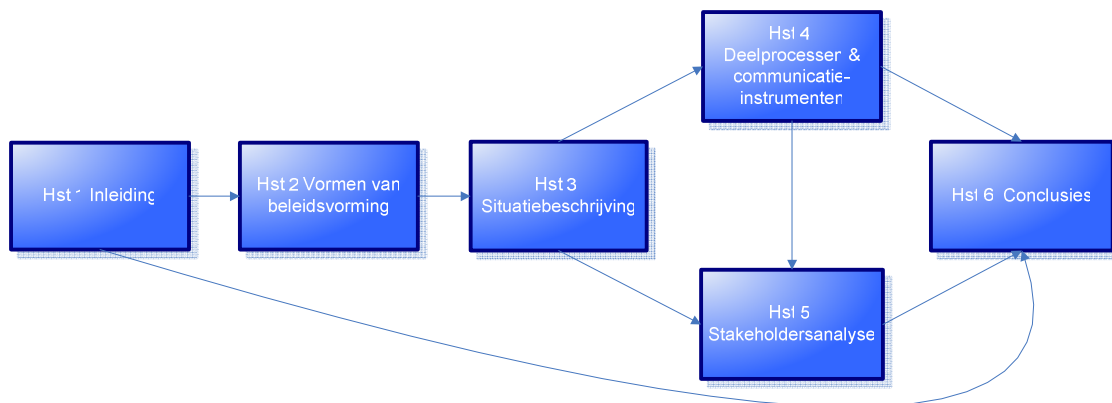 Hst 1 Inleiding
Hst 2 Vormen van
beleidsvorming
Hst 3
Situatiebeschrijving
Hst 4
Deelprocessen &
communicatie-
instrumenten
Hst 5
Stakeholdersanalyse
Hst 6 Conclusies